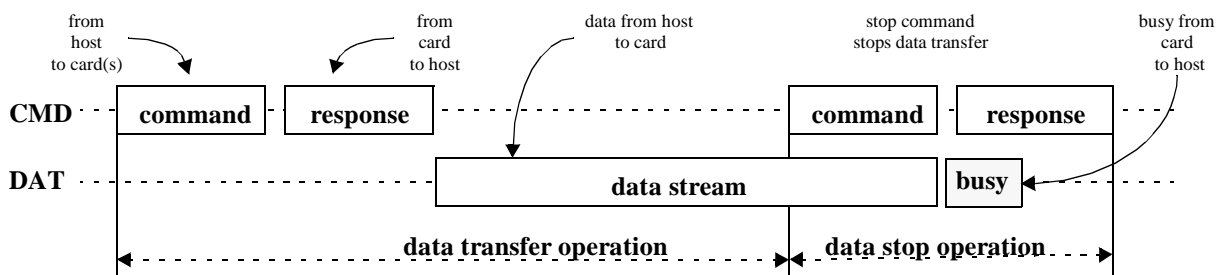 from
host
to card(s)
from
card
to host
data from host
to card
stop command
stops data transfer
busy from
card
to host
CMD
command
response
command
response
DAT
data stream
busy
data transfer operation
data stop operation